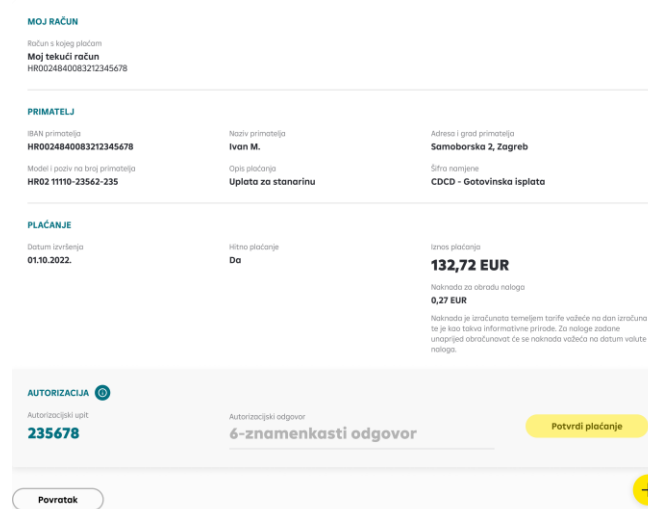 MOJ RAČUN
Račun s kojeg plaćam
Moj tekući račun
HR0024840083212345678
PRIMATELJ
IBAN primatelja
HR0024840083212345678
Naziv primatelja
Ivan M.
Adresa i grad primatelja
Samoborska 2, Zagreb
Model i poziv na broj primatelja
HR02 11110-23562-235
Opis plaćanja
Uplata za stanarinu
Šifra namjene
CDCD - Gotovinska isplata
PLAĆANJE
Datum izvršenja
01.10.2022.
Hitno plaćanje
Da
Iznos plaćanja
132,72 EUR
Naknada za obradu naloga
0,27 EUR
Naknada je izračunata temeljem tarife važeće na dan izračuna
te je kao takva informativne prirode. Za naloge zadane
unaprijed obračunavat će se naknada važeća na datum valute
naloga.
AUTORIZACIJA
Autorizacijski upit
235678
Autorizacijski odgovor
6-znamenkasti odgovor
Potvrdi plaćanje
Povratak